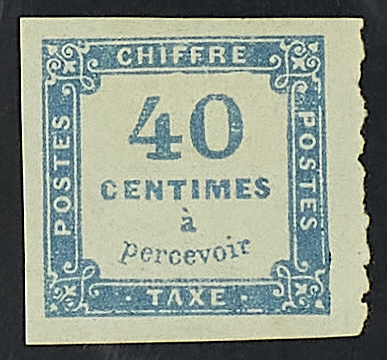 CHIFFRE
POSTES
40
CENTIMES
à
percevoir
POSTES
· TAXE ·